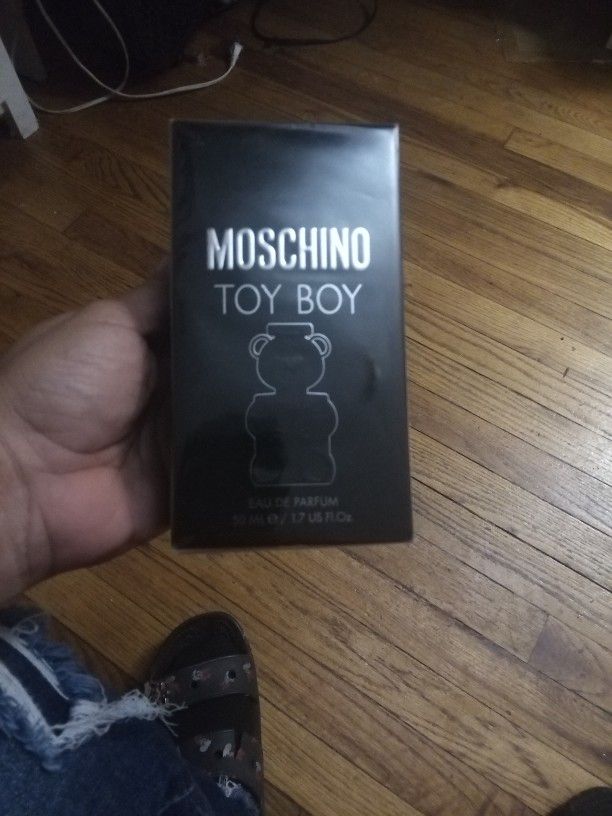 MOSCHINO
TOY BOY
EAU DE PARFUM
50 ML ℮ / 1.7 US Fl.Oz.